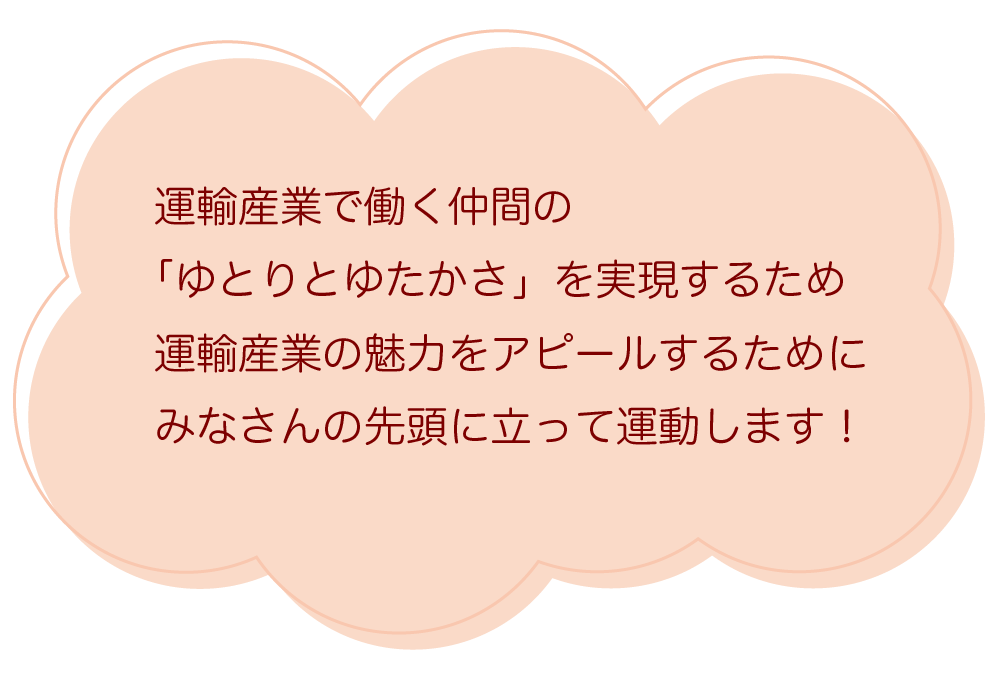 運輸産業で働く仲間の
「ゆとりとゆたかさ」を実現するため
運輸産業の魅力をアピールするために
みなさんの先頭に立って運動します！